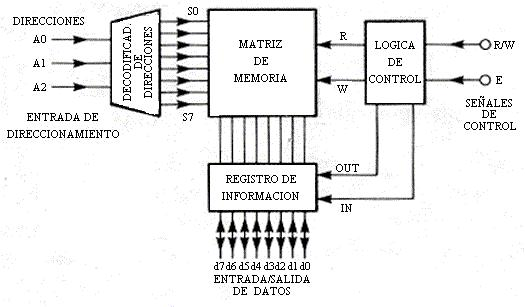 DIRECCIONES
A0
A1
A2
ENTRADA DE
DIRECCIONAMIENTO
DECODIFICAD.
DE
DIRECCIONES
S0
S7
MATRIZ
DE
MEMORIA
R
W
LOGICA
DE
CONTROL
R/W
E
SEÑALES
DE
CONTROL
OUT
IN
REGISTRO DE
INFORMACION
d7 d6 d5 d4 d3 d2 d1 d0
ENTRADA/SALIDA
DE DATOS